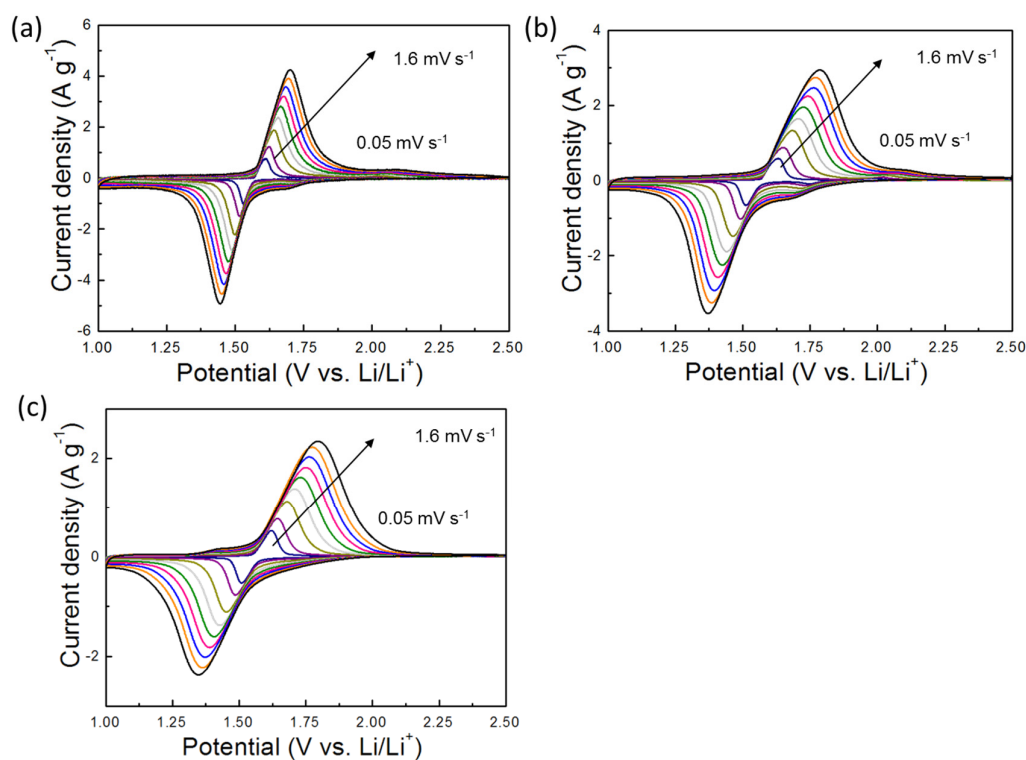 (a)
6
4
2
0
-2
-4
-6
1.00 1.25 1.50 1.75 2.00 2.25 2.50
Current density (A g⁻¹)
Potential (V vs. Li/Li⁺)
1.6 mV s⁻¹
0.05 mV s⁻¹
(b)
4
2
0
-2
-4
1.00 1.25 1.50 1.75 2.00 2.25 2.50
Current density (A g⁻¹)
Potential (V vs. Li/Li⁺)
1.6 mV s⁻¹
0.05 mV s⁻¹
(c)
2
0
-2
1.00 1.25 1.50 1.75 2.00 2.25 2.50
Current density (A g⁻¹)
Potential (V vs. Li/Li⁺)
1.6 mV s⁻¹
0.05 mV s⁻¹